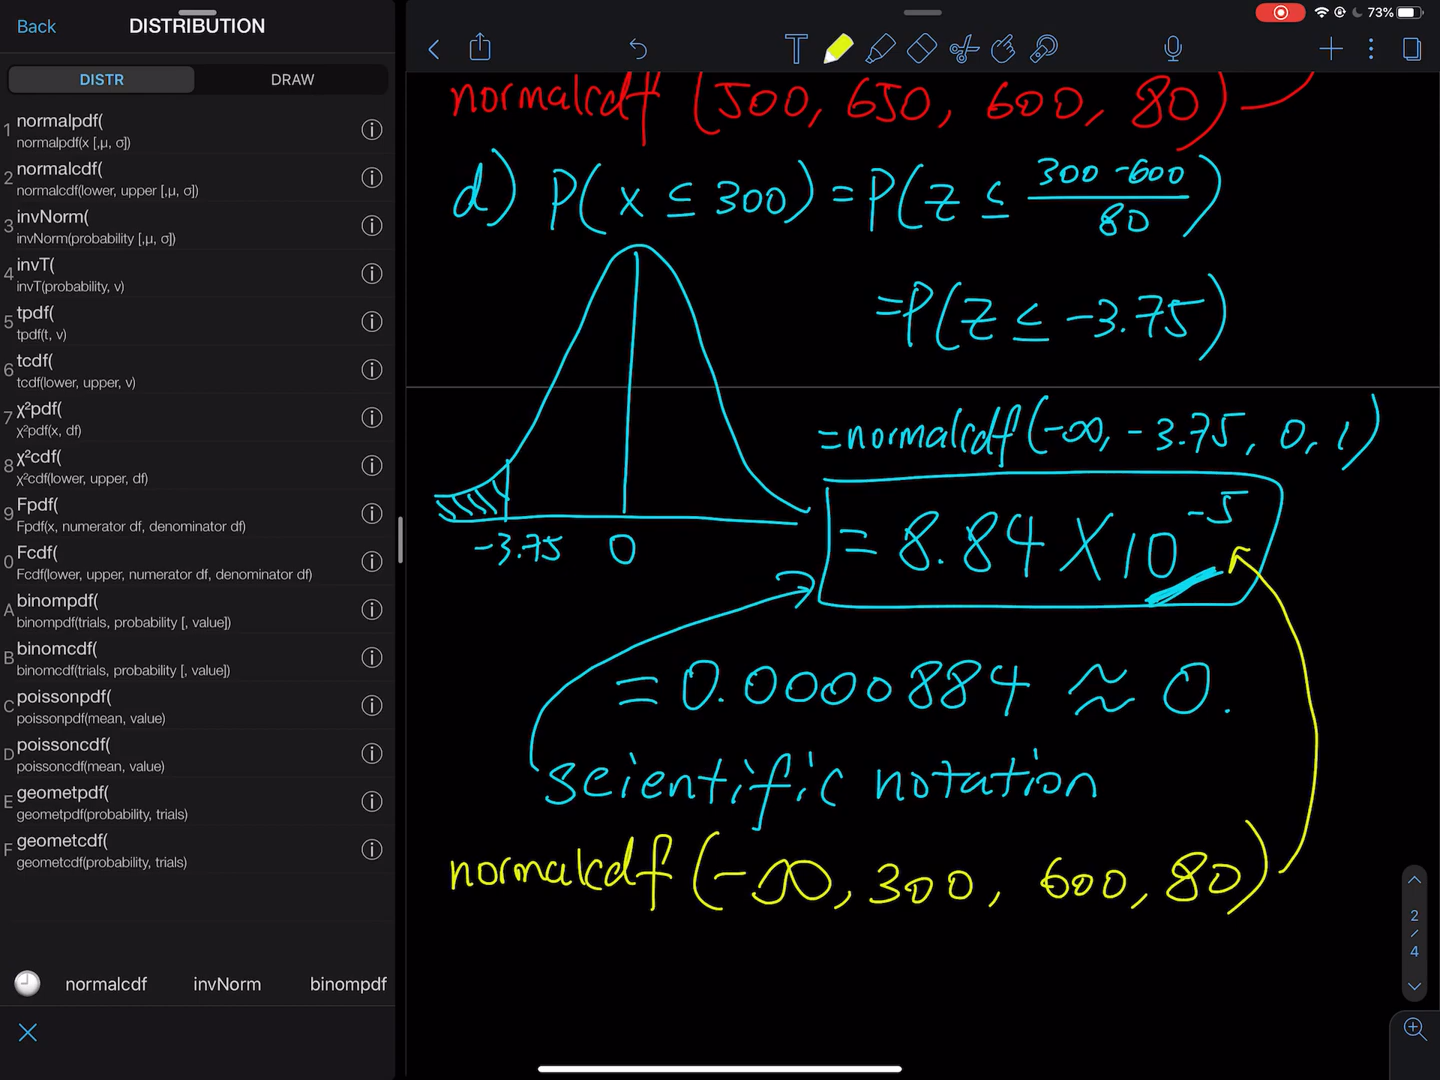 73%
Back
DISTRIBUTION
DISTR
DRAW
1 normalpdf(
normalpdf(x [,μ, σ])
2 normalcdf(
normalcdf(lower, upper [,μ, σ])
3 invNorm(
invNorm(probability [,μ, σ])
4 invT(
invT(probability, v)
5 tpdf(
tpdf(t, v)
6 tcdf(
tcdf(lower, upper, v)
7 χ²pdf(
χ²pdf(x, df)
8 χ²cdf(
χ²cdf(lower, upper, df)
9 Fpdf(
Fpdf(x, numerator df, denominator df)
0 Fcdf(
Fcdf(lower, upper, numerator df, denominator df)
A binompdf(
binompdf(trials, probability [, value])
B binomcdf(
binomcdf(trials, probability [, value])
C poissonpdf(
poissonpdf(mean, value)
D poissoncdf(
poissoncdf(mean, value)
E geometpdf(
geometpdf(probability, trials)
F geometcdf(
geometcdf(probability, trials)
normalcdf invNorm binompdf
normalcdf (500, 650, 600, 80)
d) P(x ≤ 300) = P(z ≤ (300-600)/80)
=P(z ≤ -3.75)
=normalcdf(-∞, -3.75, 0, 1)
-3.75 0
= 8.84 X 10^-5
= 0.0000884 ≈ 0.
scientific notation
normalcdf (-∞, 300, 600, 80)
2
/
4